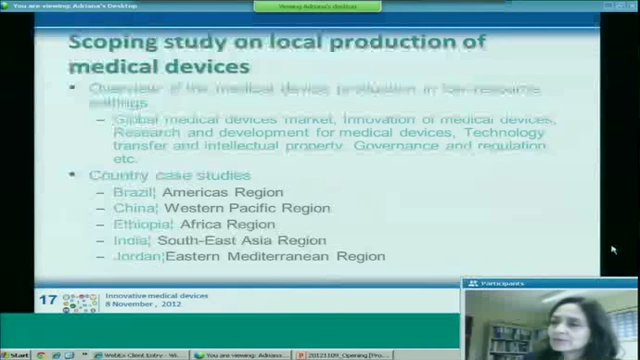 You are viewing: Adriana's Desktop
Viewing Adriana's desktop
Scoping study on local production of
medical devices
Overview of the medical device production in low-resource
settings
– Global medical devices market, Innovation of medical devices,
Research and development for medical devices, Technology
transfer and intellectual property, Governance and regulation
etc.
Country case studies
– Brazil¦ Americas Region
– China¦ Western Pacific Region
– Ethiopia¦ Africa Region
– India¦ South-East Asia Region
– Jordan¦Eastern Mediterranean Region
Participants
17
Innovative medical devices
8 November , 2012
Start
WebEx Client Entry - Wi...
You are viewing: Adriana...
20121109_Opening [Pro...